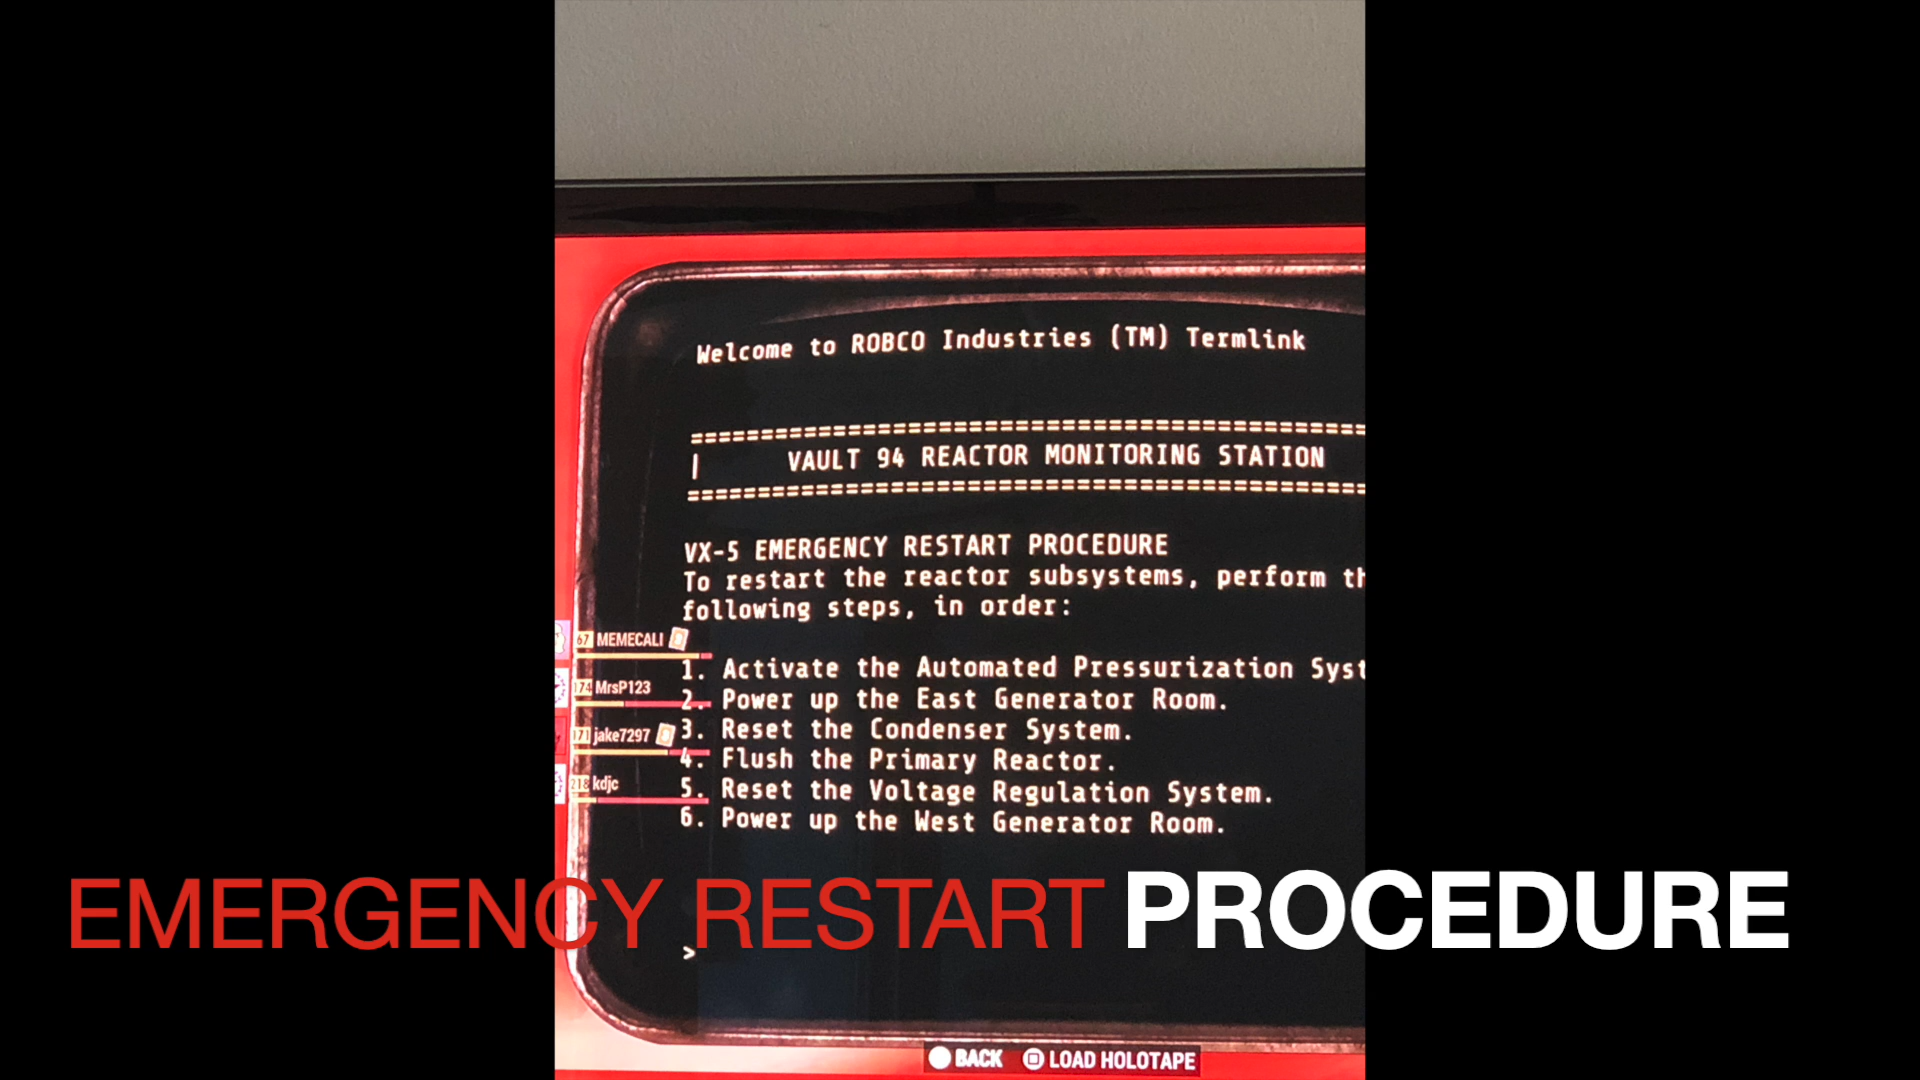 Welcome to ROBCO Industries (TM) Termlink
==================================================
| VAULT 94 REACTOR MONITORING STATION
==================================================
VX-5 EMERGENCY RESTART PROCEDURE
To restart the reactor subsystems, perform th
following steps, in order:
67 MEMECALI
1. Activate the Automated Pressurization Syst
174 MrsP123
2. Power up the East Generator Room.
171 jake7297
3. Reset the Condenser System.
4. Flush the Primary Reactor.
218 kdjc
5. Reset the Voltage Regulation System.
6. Power up the West Generator Room.
EMERGENCY RESTART PROCEDURE
>
BACK LOAD HOLOTAPE